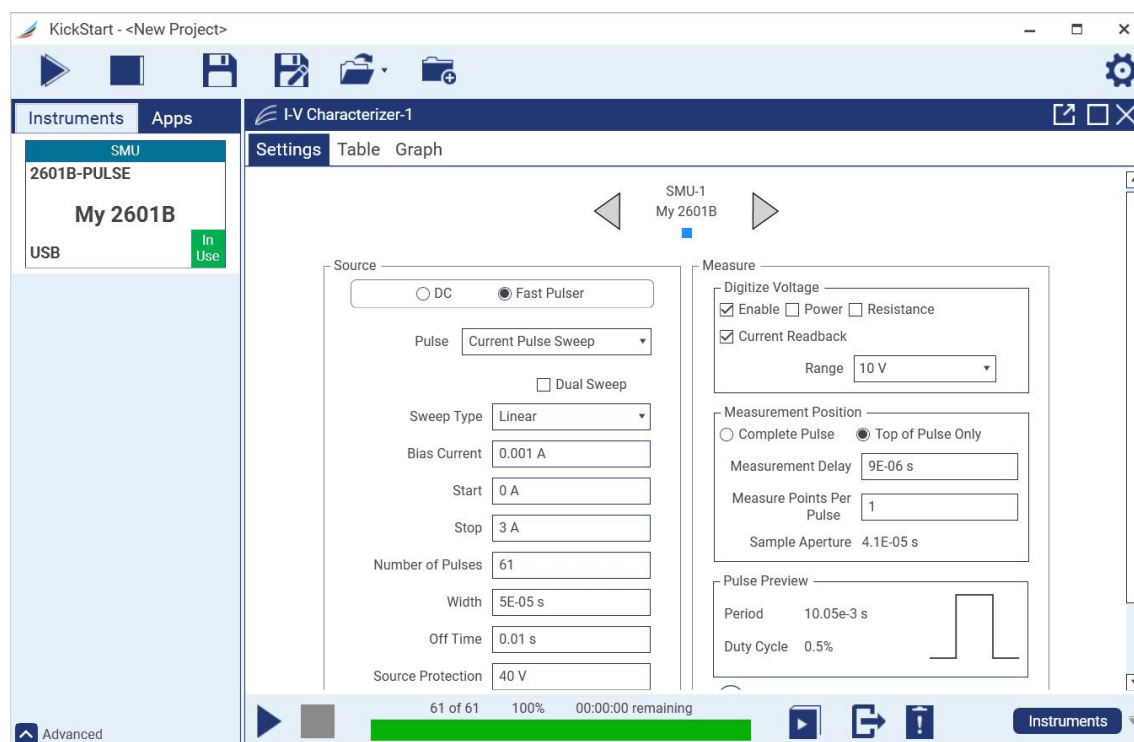 KickStart - <New Project>
Instruments Apps
I-V Characterizer-1
SMU
2601B-PULSE
My 2601B
USB
In
Use
Settings Table Graph
SMU-1
My 2601B
Source
DC Fast Pulser
Pulse Current Pulse Sweep
Dual Sweep
Sweep Type Linear
Bias Current 0.001 A
Start 0 A
Stop 3 A
Number of Pulses 61
Width 5E-05 s
Off Time 0.01 s
Source Protection 40 V
Measure
Digitize Voltage
Enable Power Resistance
Current Readback
Range 10 V
Measurement Position
Complete Pulse Top of Pulse Only
Measurement Delay 9E-06 s
Measure Points Per
Pulse 1
Sample Aperture 4.1E-05 s
Pulse Preview
Period 10.05e-3 s
Duty Cycle 0.5%
61 of 61 100% 00:00:00 remaining
Instruments
Advanced